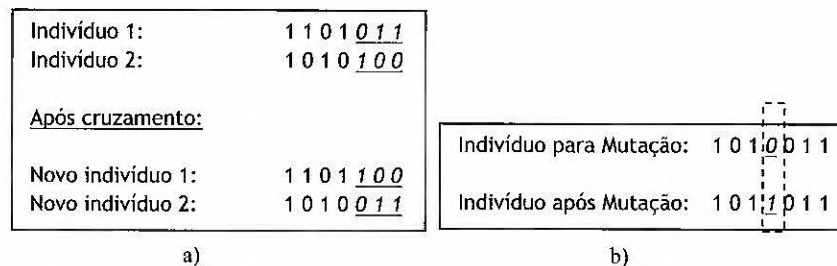 Indivíduo 1: 1 1 0 1 0 1 1
Indivíduo 2: 1 0 1 0 1 0 0
Após cruzamento:
Novo indivíduo 1: 1 1 0 1 1 0 0
Novo indivíduo 2: 1 0 1 0 0 1 1
a)
Indivíduo para Mutação: 1 0 1 0 0 1 1
Indivíduo após Mutação: 1 0 1 1 0 1 1
b)